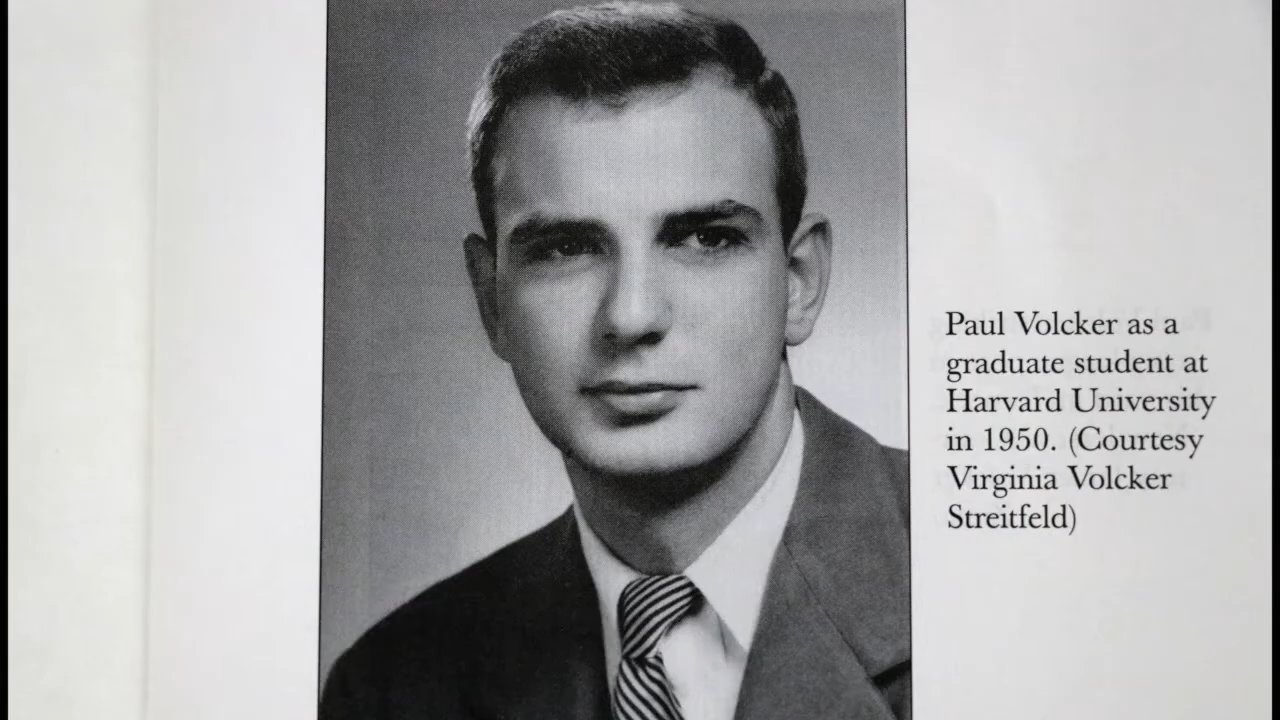 Paul Volcker as a
graduate student at
Harvard University
in 1950. (Courtesy
Virginia Volcker
Streitfeld)